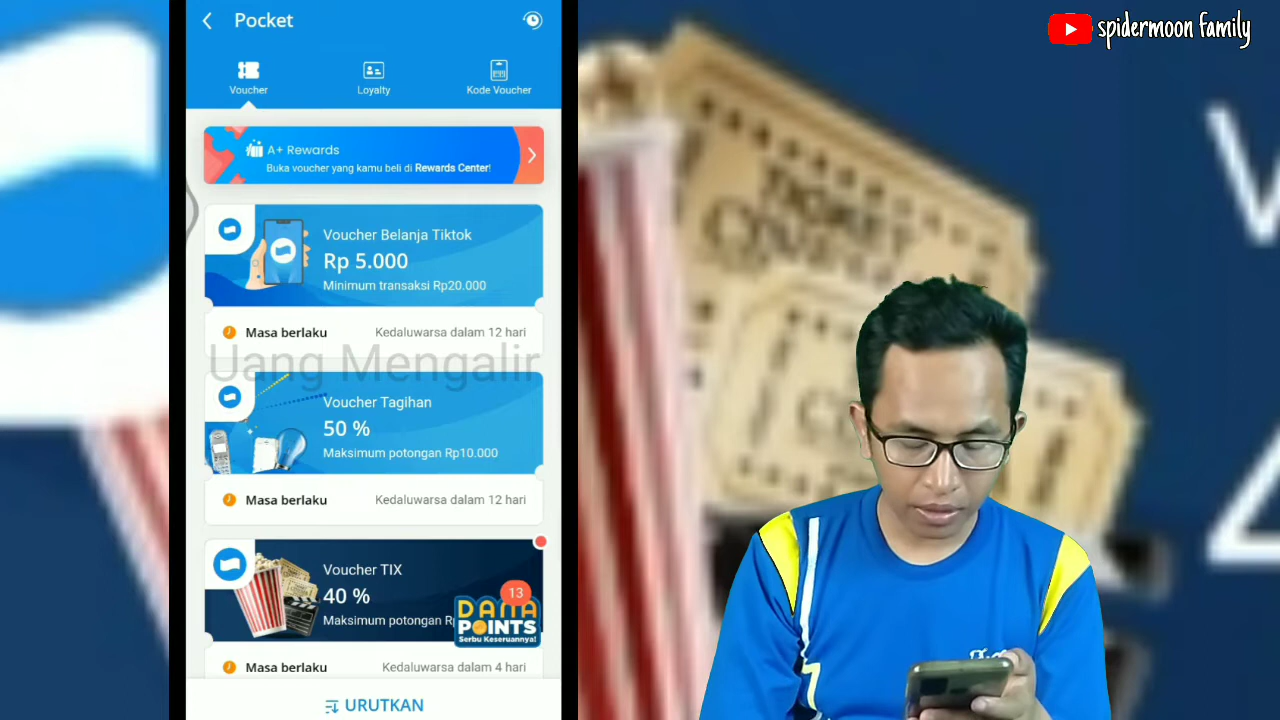 Pocket
Voucher
Loyalty
Kode Voucher
A+ Rewards
Buka voucher yang kamu beli di Rewards Center!
Voucher Belanja Tiktok
Rp 5.000
Minimum transaksi Rp20.000
Masa berlaku
Kedaluwarsa dalam 12 hari
Uang Mengalir
Voucher Tagihan
50 %
Maksimum potongan Rp10.000
Masa berlaku
Kedaluwarsa dalam 12 hari
Voucher TIX
40 %
Maksimum potongan
13
DANA
POINTS
Serbu Keseruannya!
Masa berlaku
Kedaluwarsa dalam 4 hari
URUTKAN
spidermoon family
TICKET